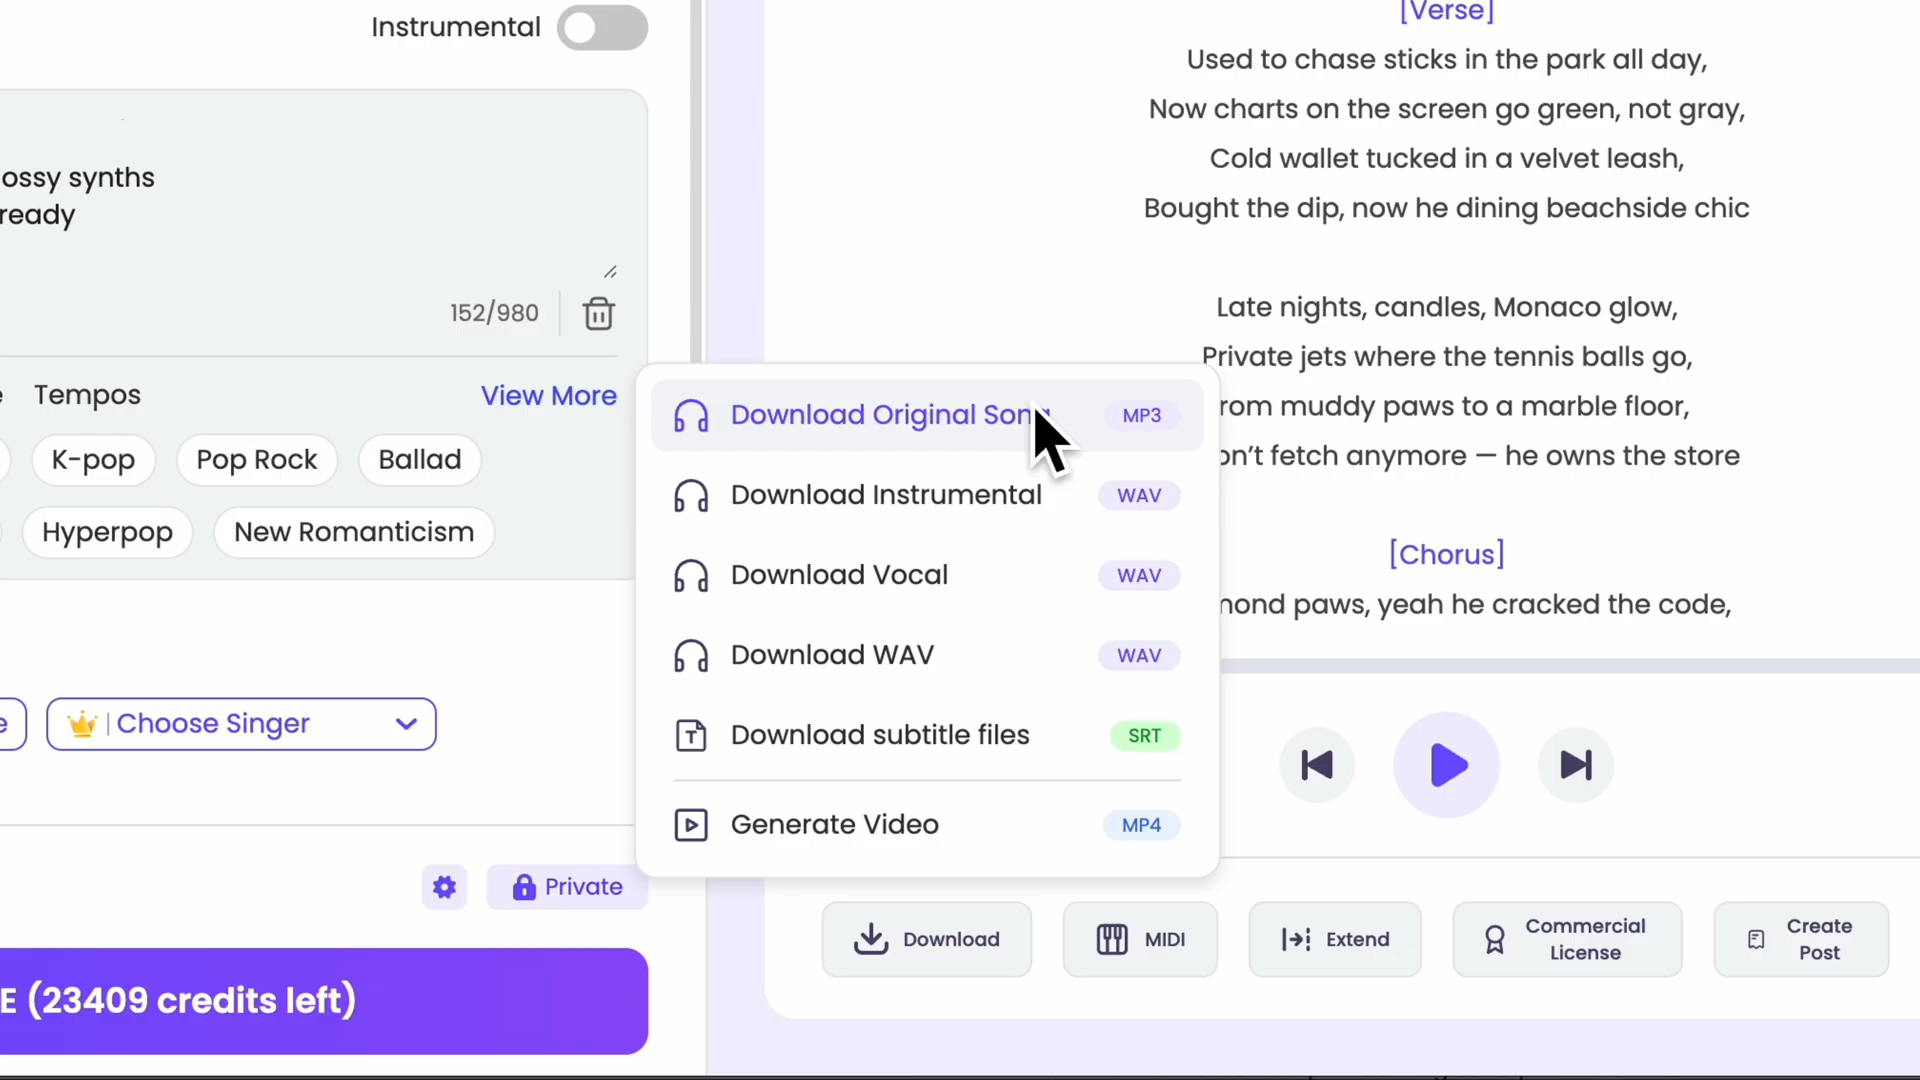 Instrumental
ossy synths
ready
152/980
Tempos
View More
K-pop
Pop Rock
Ballad
Hyperpop
New Romanticism
Choose Singer
Private
E (23409 credits left)
Download Original Song MP3
Download Instrumental WAV
Download Vocal WAV
Download WAV WAV
Download subtitle files SRT
Generate Video MP4
[Verse]
Used to chase sticks in the park all day,
Now charts on the screen go green, not gray,
Cold wallet tucked in a velvet leash,
Bought the dip, now he dining beachside chic
Late nights, candles, Monaco glow,
Private jets where the tennis balls go,
rom muddy paws to a marble floor,
on't fetch anymore — he owns the store
[Chorus]
mond paws, yeah he cracked the code,
Download
MIDI
Extend
Commercial
License
Create
Post